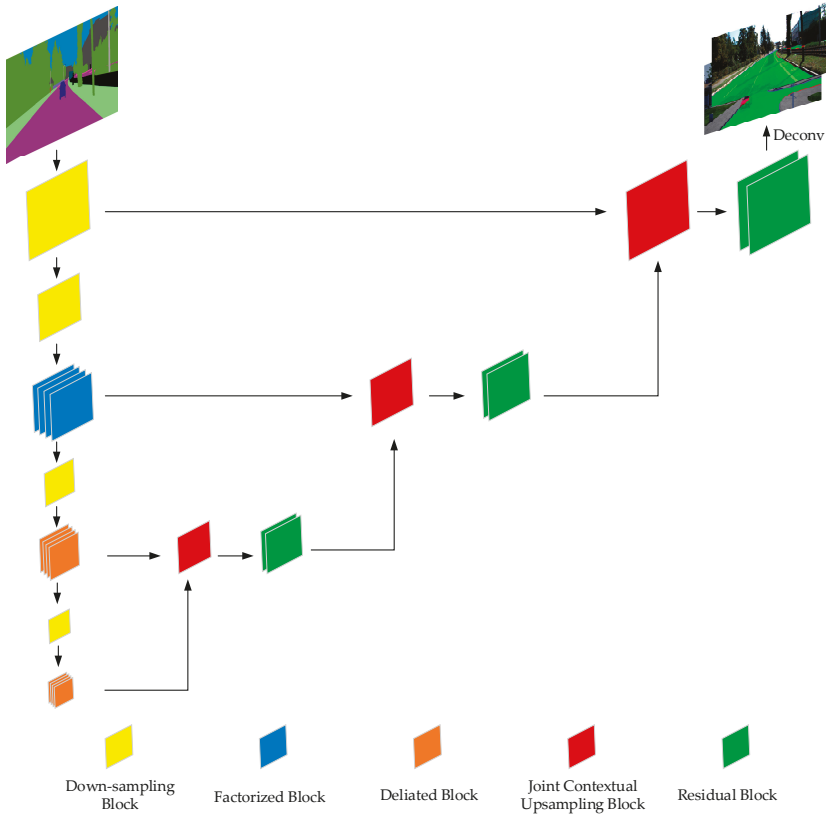 Deconv
Down-sampling
Block
Factorized Block
Deliated Block
Joint Contextual
Upsampling Block
Residual Block